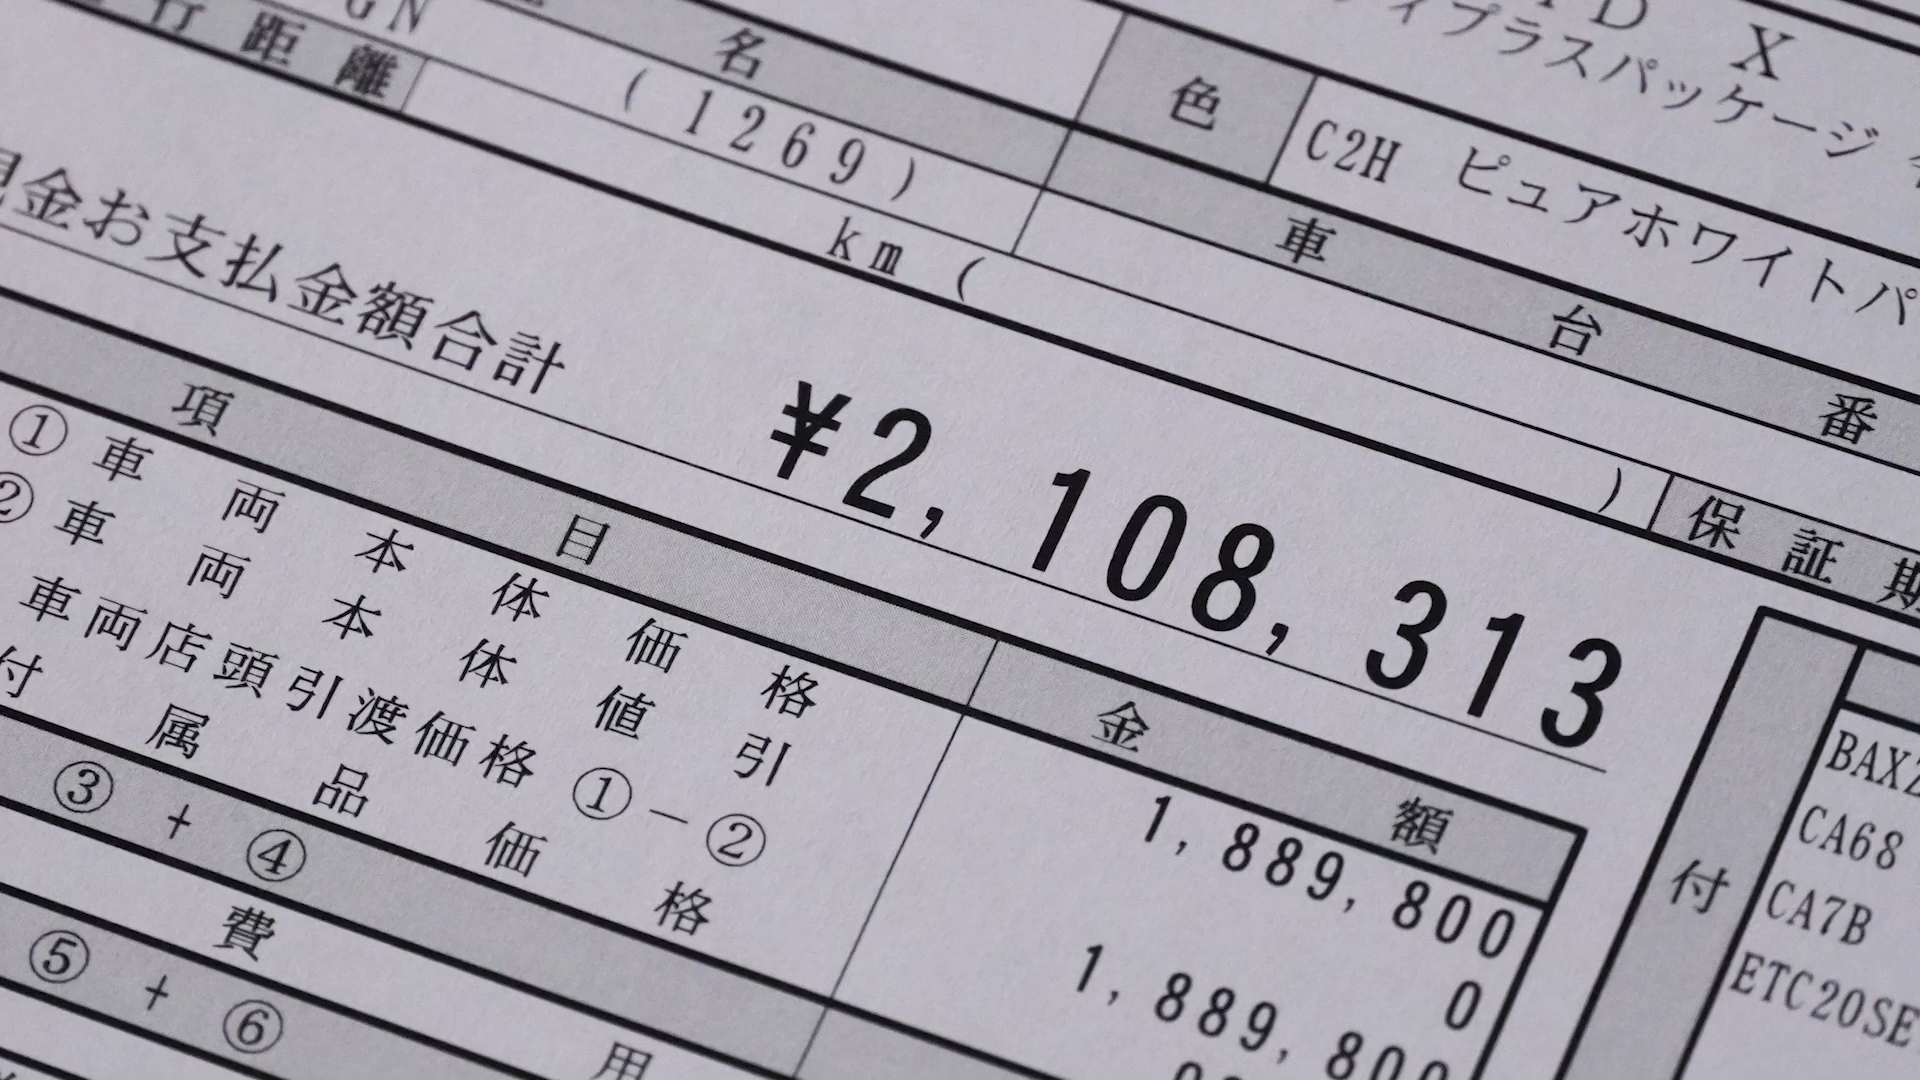 D X
ィプラスパッケージ
GN
名
色
C2H ピュアホワイトパ
行距離
(1269)
車台番
km ( )
保証期
現金お支払金額合計 ¥2,108,313
項目 金額
①車両本体価格 1,889,800
②車両本体値引 0
車両店頭引渡価格①-② 1,889,800
付属品価格
③+④
費用
⑤+⑥
付
CA68
CA7B
ETC20SE